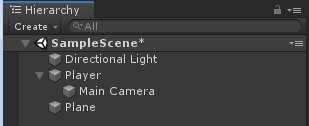 Hierarchy
Create All
SampleScene*
Directional Light
Player
Main Camera
Plane